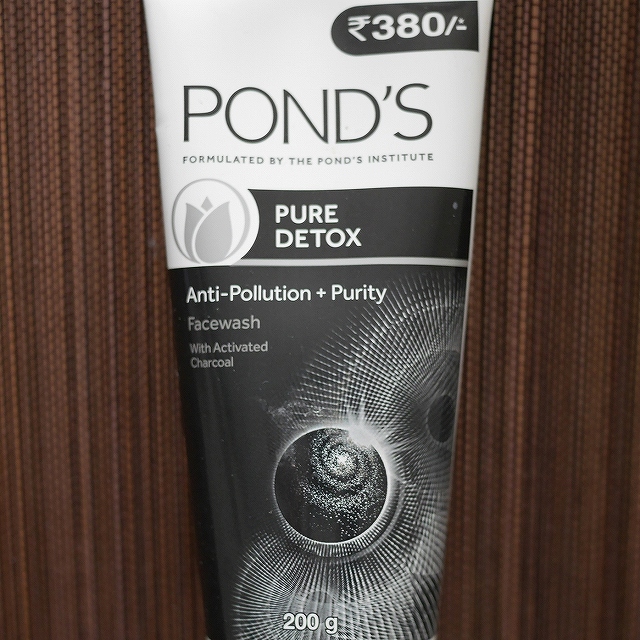 ₹380/-
POND'S
FORMULATED BY THE POND'S INSTITUTE
PURE
DETOX
Anti-Pollution + Purity
Facewash
With Activated
Charcoal
200 g